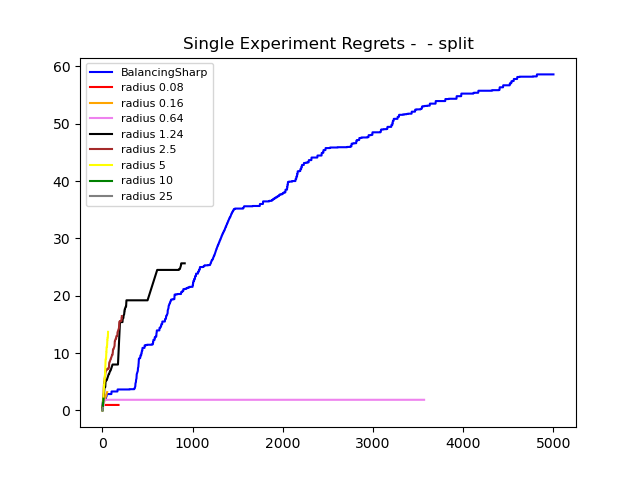 Single Experiment Regrets -  - split
60
50
40
30
20
10
0
BalancingSharp
radius 0.08
radius 0.16
radius 0.64
radius 1.24
radius 2.5
radius 5
radius 10
radius 25
0 1000 2000 3000 4000 5000